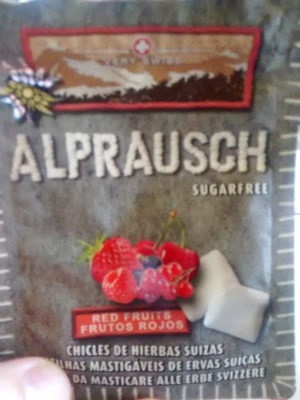 VERY SWISS
ALPRAUSCH
SUGARFREE
RED FRUITS
FRUTOS ROJOS
CHICLES DE HIERBAS SUIZAS
MASTIGÁVEIS DE ERVAS SUÍÇAS
DA MASTICARE ALLE ERBE SVIZZERE